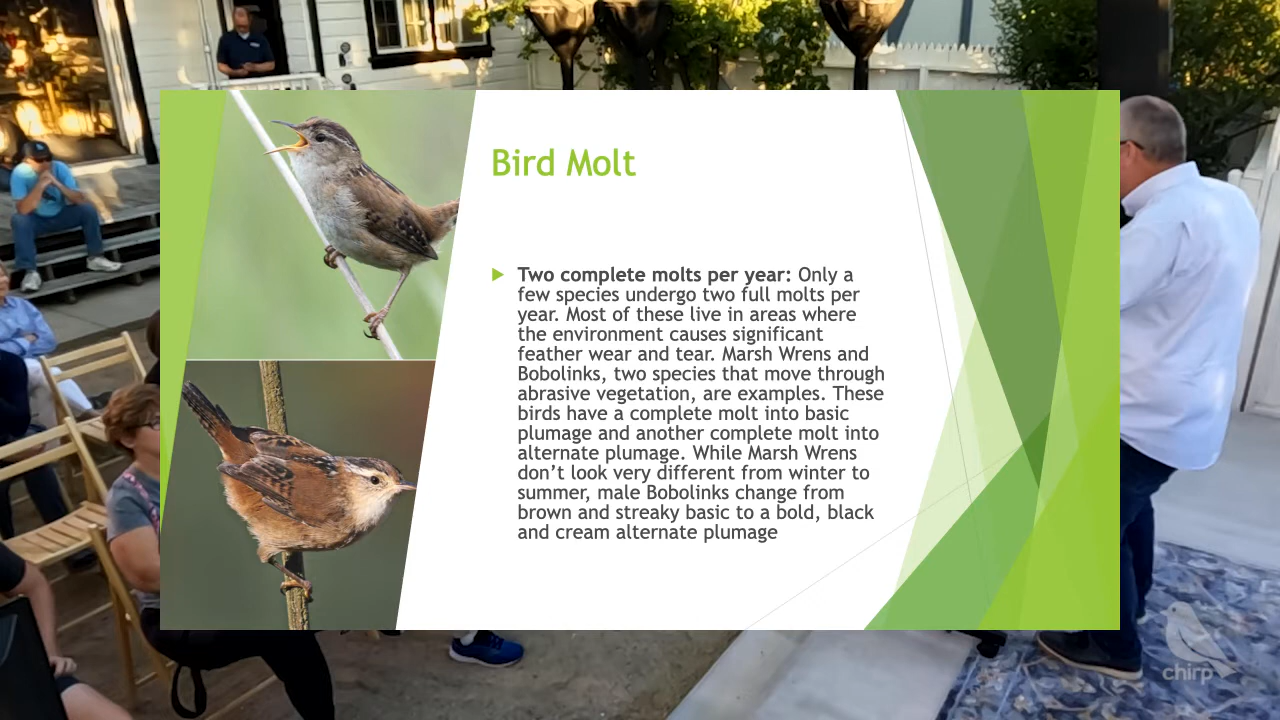 Bird Molt
Two complete molts per year: Only a
few species undergo two full molts per
year. Most of these live in areas where
the environment causes significant
feather wear and tear. Marsh Wrens and
Bobolinks, two species that move through
abrasive vegetation, are examples. These
birds have a complete molt into basic
plumage and another complete molt into
alternate plumage. While Marsh Wrens
don’t look very different from winter to
summer, male Bobolinks change from
brown and streaky basic to a bold, black
and cream alternate plumage
chirp